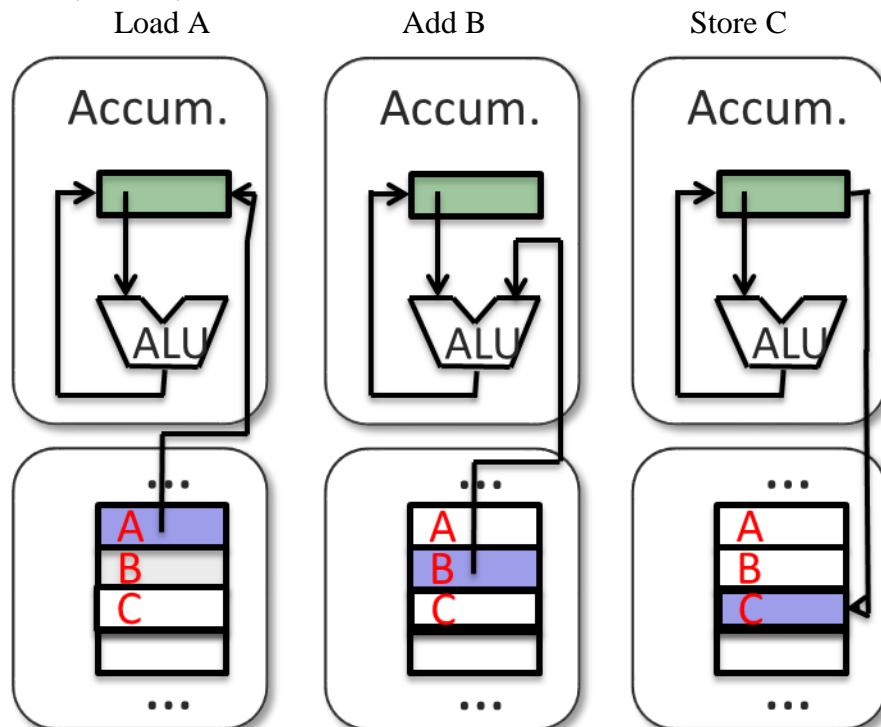 Load A
Add B
Store C
Accum.
Accum.
Accum.
ALU
ALU
ALU
...
...
...
A
B
C
A
B
C
A
B
C
...
...
...